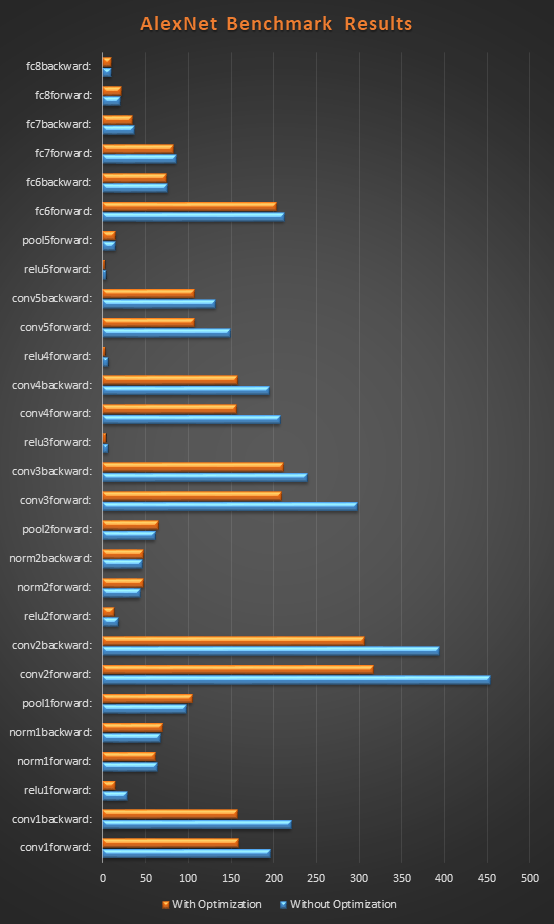 AlexNet Benchmark Results
fc8backward:
fc8forward:
fc7backward:
fc7forward:
fc6backward:
fc6forward:
pool5forward:
relu5forward:
conv5backward:
conv5forward:
relu4forward:
conv4backward:
conv4forward:
relu3forward:
conv3backward:
conv3forward:
pool2forward:
norm2backward:
norm2forward:
relu2forward:
conv2backward:
conv2forward:
pool1forward:
norm1backward:
norm1forward:
relu1forward:
conv1backward:
conv1forward:
0 50 100 150 200 250 300 350 400 450 500
With Optimization Without Optimization